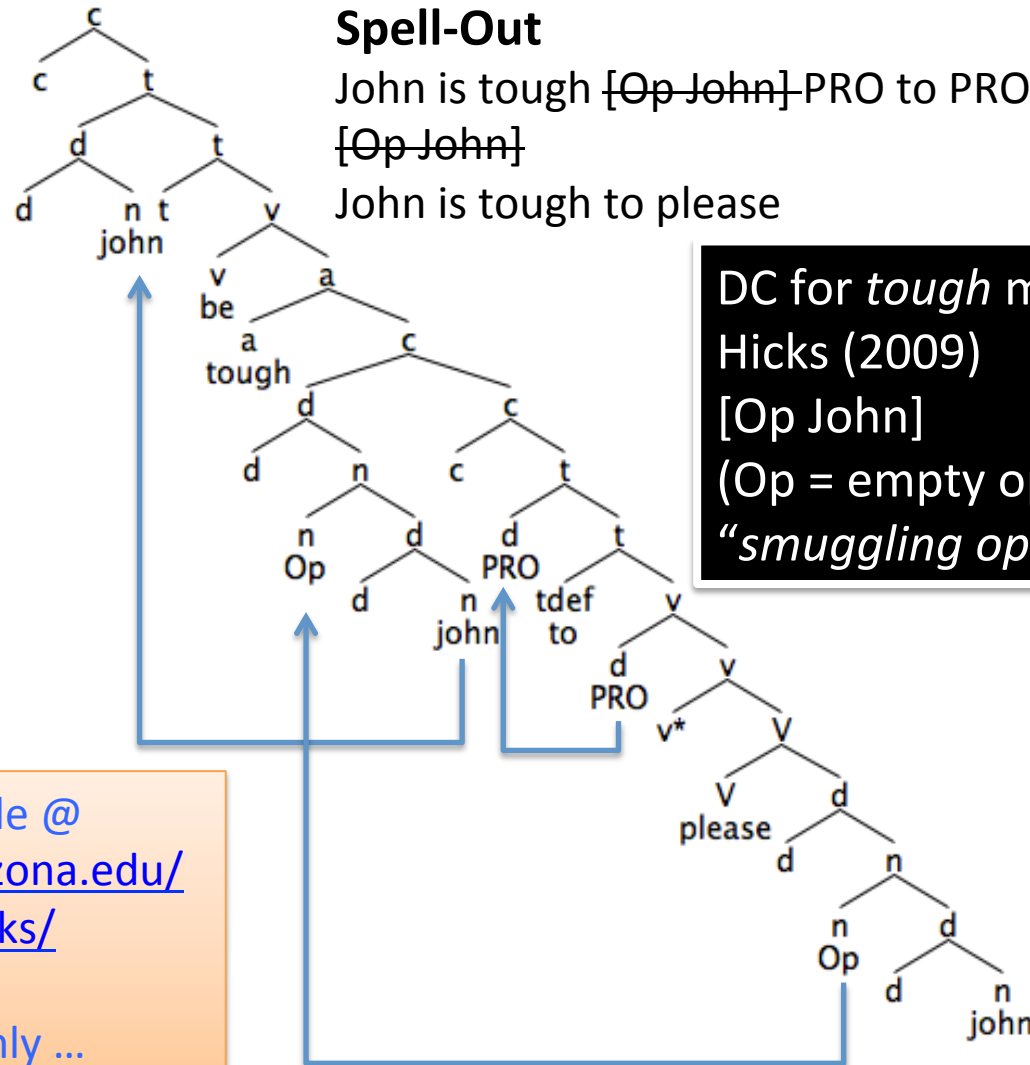 Spell-Out
John is tough [Op John] PRO to PRO
[Op John]
John is tough to please
DC for tough m
Hicks (2009)
[Op John]
(Op = empty o
“smuggling op
c
c t
d t
d n t v
john
v a
be
a c
tough
d c
d n c t
n d d t
Op PRO
d n tdef v
john to
d v
PRO
v* V
V d
please
d n
n d
Op
d n
john
le @
zona.edu/
ks/
nly ...